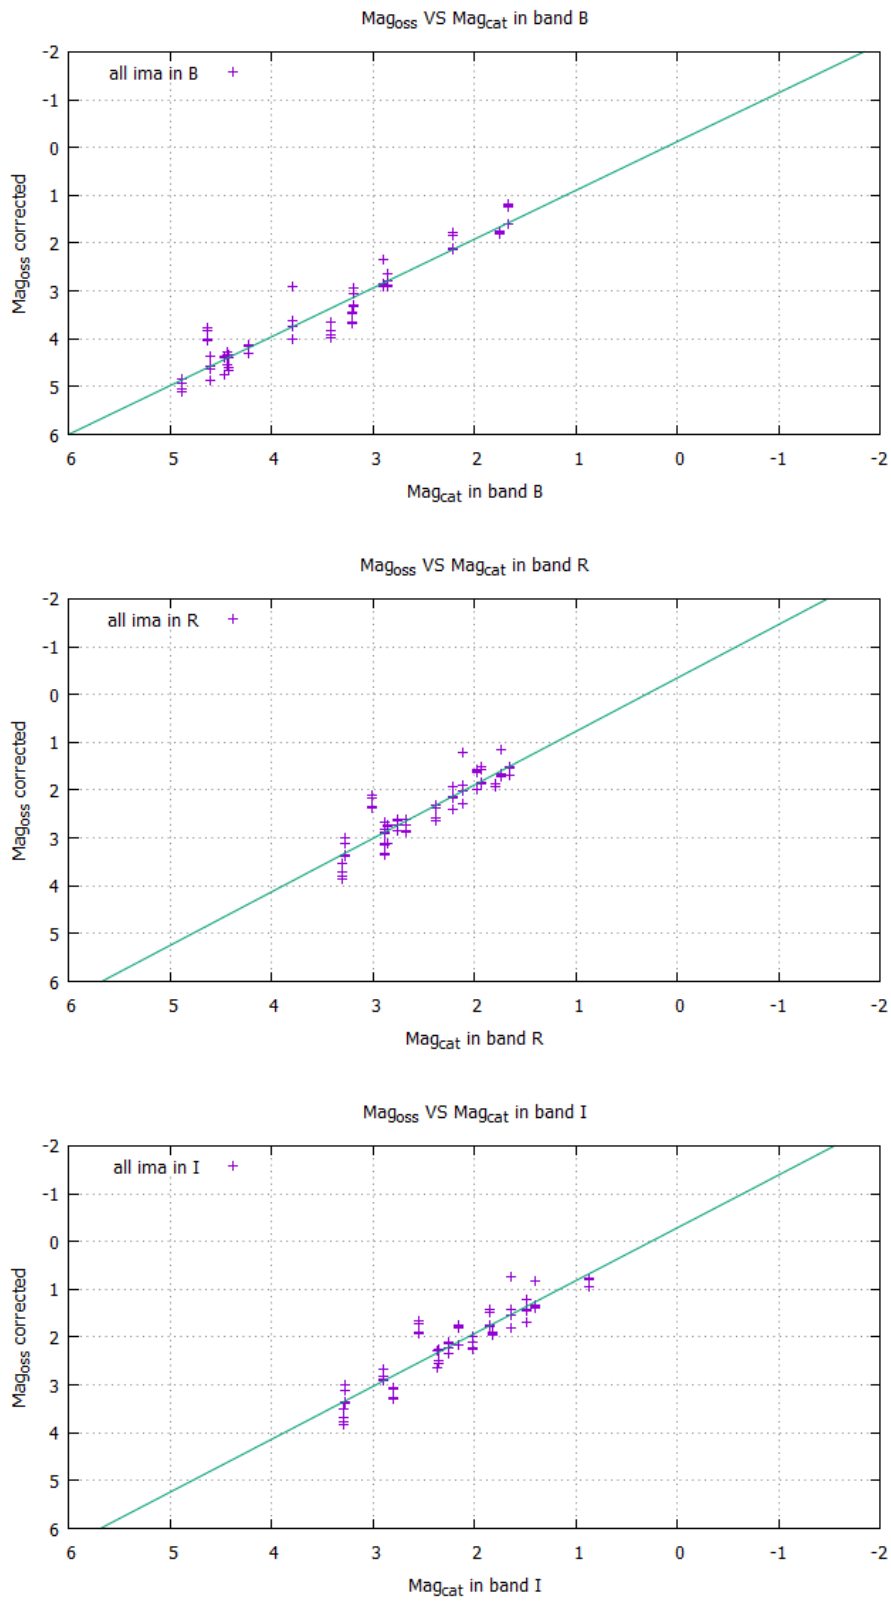 Magoss VS Magcat in band B
all ima in B
-2
-1
0
1
2
3
4
5
6
Magoss corrected
6 5 4 3 2 1 0 -1 -2
Magcat in band B
Magoss VS Magcat in band R
all ima in R
-2
-1
0
1
2
3
4
5
6
Magoss corrected
6 5 4 3 2 1 0 -1 -2
Magcat in band R
Magoss VS Magcat in band I
all ima in I
-2
-1
0
1
2
3
4
5
6
Magoss corrected
6 5 4 3 2 1 0 -1 -2
Magcat in band I